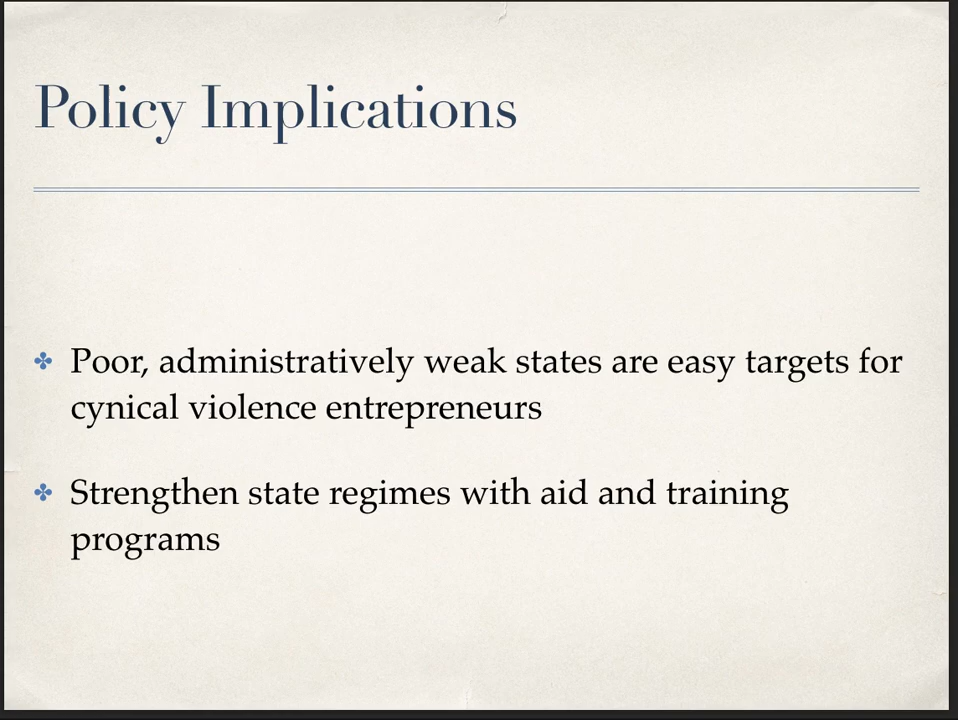 Policy Implications
Poor, administratively weak states are easy targets for
cynical violence entrepreneurs
Strengthen state regimes with aid and training
programs